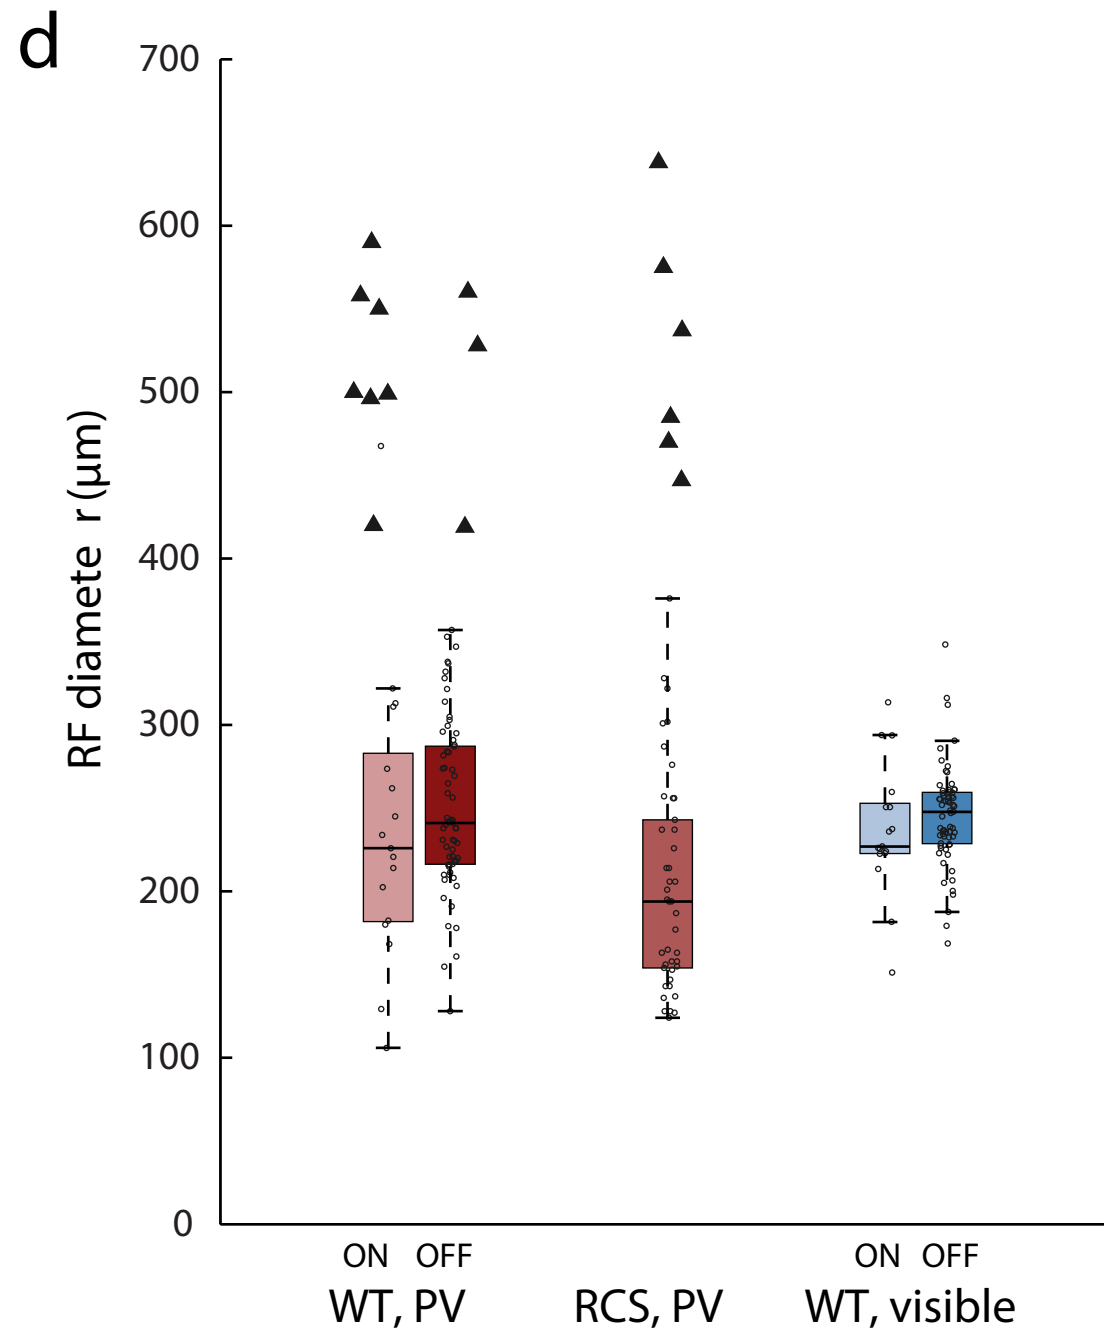 d
700
600
500
400
300
200
100
0
RF diamete r (μm)
ON OFF ON OFF
WT, PV RCS, PV WT, visible